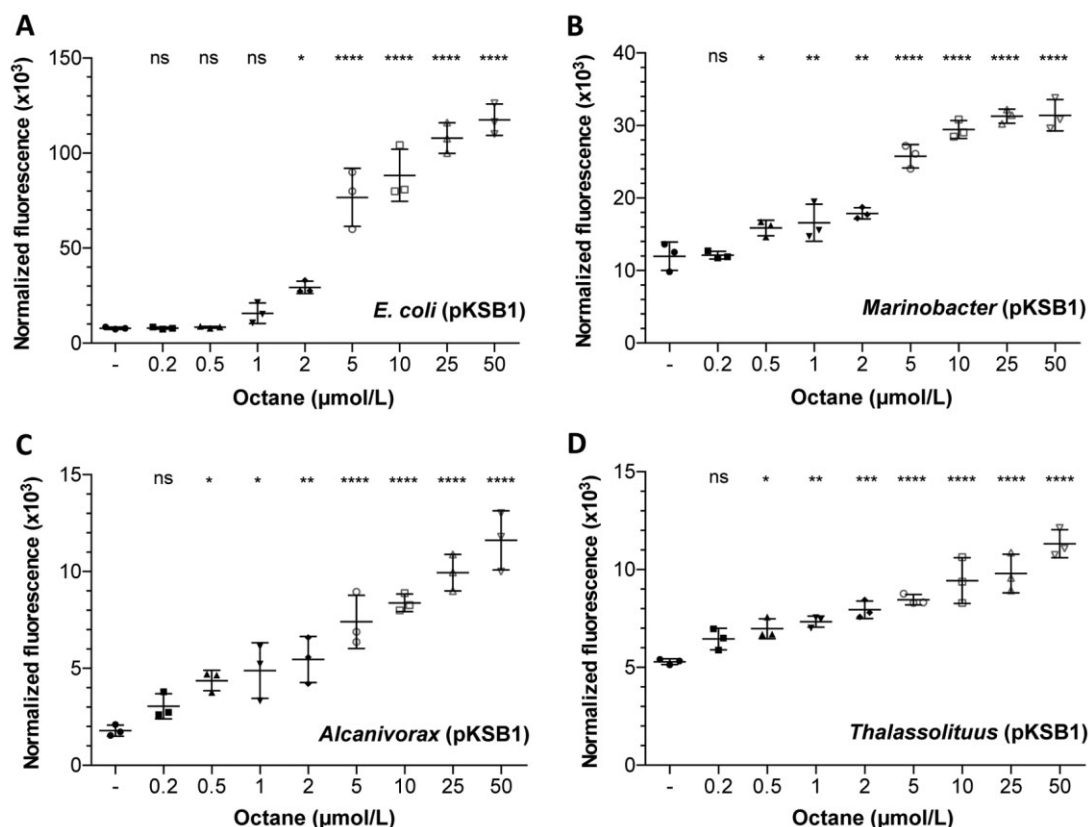 A
Normalized fluorescence (x10³)
150
100
50
0
ns ns ns * **** **** **** ****
E. coli (pKSB1)
- 0.2 0.5 1 2 5 10 25 50
Octane (µmol/L)
B
Normalized fluorescence (x10³)
40
30
20
10
0
ns * ** ** **** **** **** ****
Marinobacter (pKSB1)
- 0.2 0.5 1 2 5 10 25 50
Octane (µmol/L)
C
Normalized fluorescence (x10³)
15
10
5
0
ns * * ** **** **** **** ****
Alcanivorax (pKSB1)
- 0.2 0.5 1 2 5 10 25 50
Octane (µmol/L)
D
Normalized fluorescence (x10³)
15
10
5
0
ns * ** *** **** **** **** ****
Thalassolituus (pKSB1)
- 0.2 0.5 1 2 5 10 25 50
Octane (µmol/L)